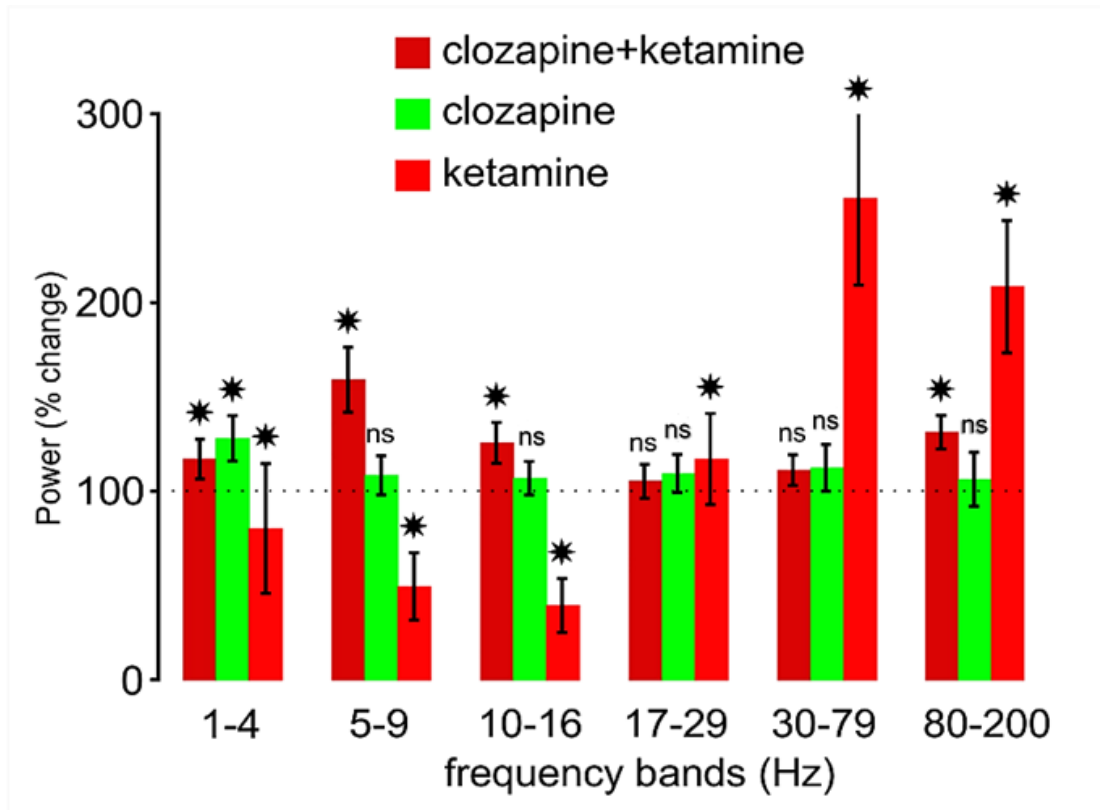 clozapine+ketamine
clozapine
ketamine
300
200
100
0
Power (% change)
ns
ns
ns ns
ns ns
ns
1-4 5-9 10-16 17-29 30-79 80-200
frequency bands (Hz)